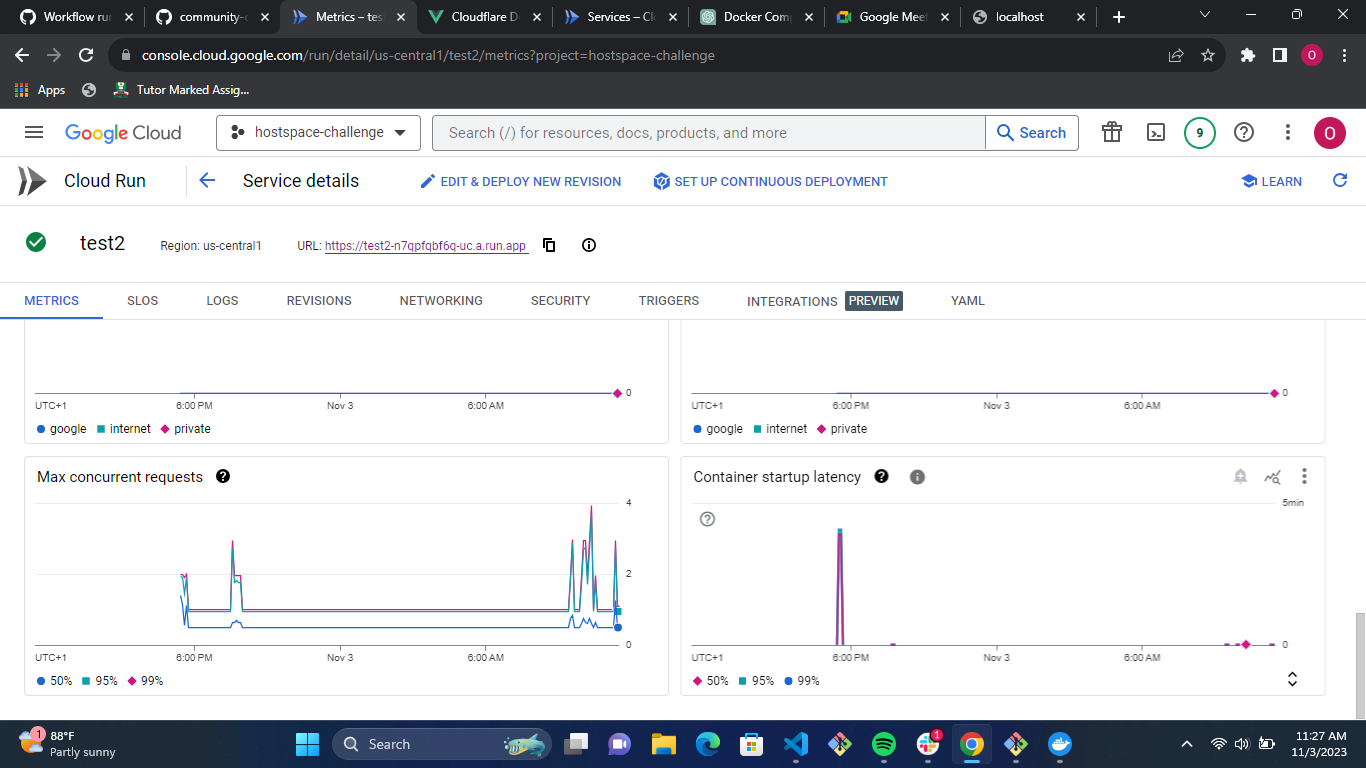 Workflow rur
community-c
Metrics – tes
Cloudflare D
Services – Cl
Docker Comp
Google Meet
localhost
console.cloud.google.com/run/detail/us-central1/test2/metrics?project=hostspace-challenge
O
Apps
Tutor Marked Assig...
Google Cloud
hostspace-challenge
Search (/) for resources, docs, products, and more
Search
9
O
Cloud Run
Service details
EDIT & DEPLOY NEW REVISION
SET UP CONTINUOUS DEPLOYMENT
LEARN
test2
Region: us-central1
URL: https://test2-n7qpfqbf6q-uc.a.run.app
METRICS
SLOS
LOGS
REVISIONS
NETWORKING
SECURITY
TRIGGERS
INTEGRATIONS PREVIEW
YAML
0
UTC+1 6:00 PM Nov 3 6:00 AM
google internet private
0
UTC+1 6:00 PM Nov 3 6:00 AM
google internet private
Max concurrent requests
4
2
0
UTC+1 6:00 PM Nov 3 6:00 AM
50% 95% 99%
Container startup latency
5min
0
UTC+1 6:00 PM Nov 3 6:00 AM
50% 95% 99%
1
88°F
Partly sunny
Search
1
11:27 AM
11/3/2023